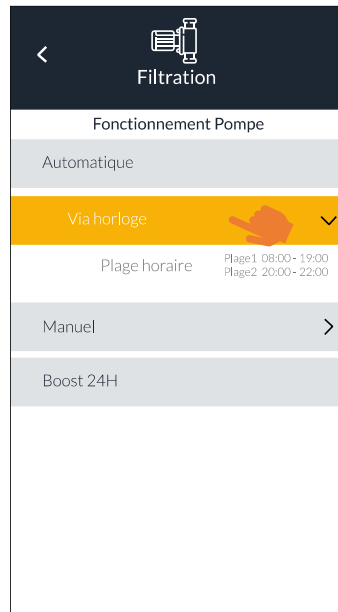 Filtration
Fonctionnement Pompe
Automatique
Via horloge
Plage horaire
Plage1 08:00 - 19:00
Plage2 20:00 - 22:00
Manuel
Boost 24H